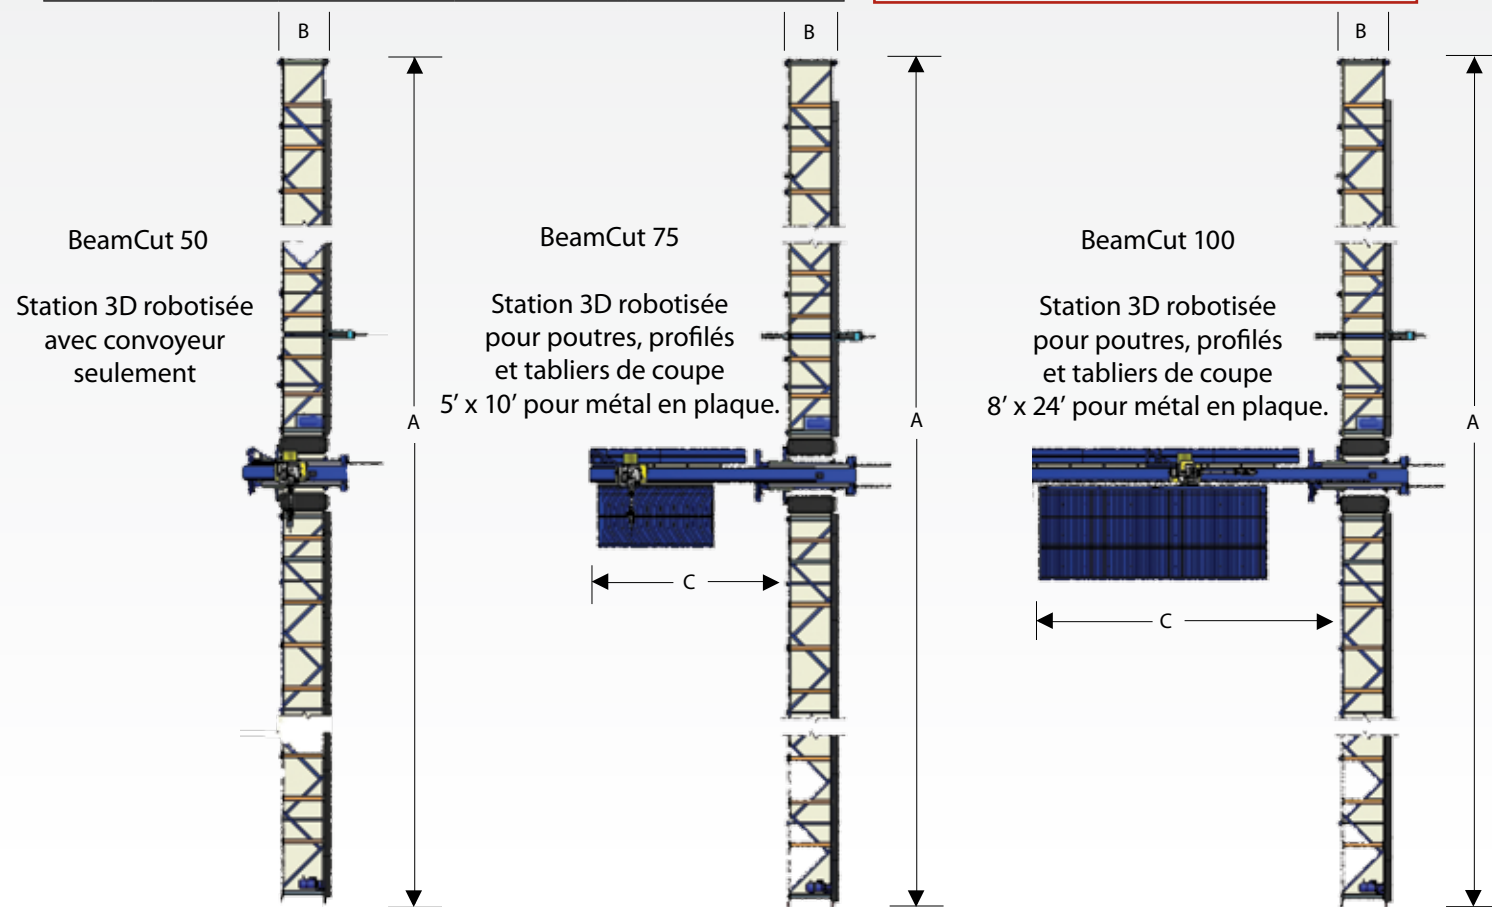 B
B
B
BeamCut 50
Station 3D robotisée
avec convoyeur
seulement
A
BeamCut 75
Station 3D robotisée
pour poutres, profilés
et tabliers de coupe
5’ x 10’ pour métal en plaque.
A
C
BeamCut 100
Station 3D robotisée
pour poutres, profilés
et tabliers de coupe
8’ x 24’ pour métal en plaque.
A
C